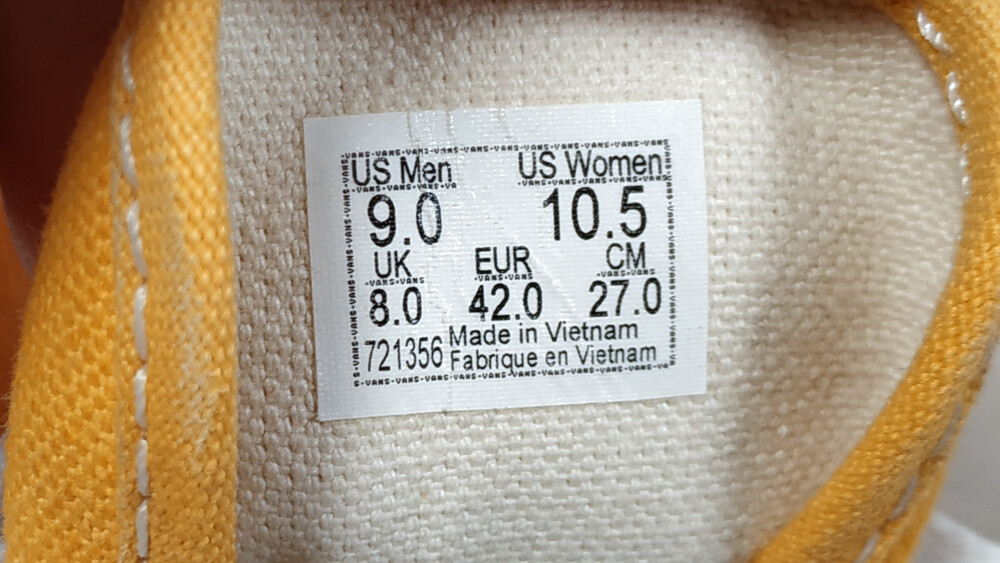 US Men US Women
9.0 10.5
UK EUR CM
8.0 42.0 27.0
721356 Made in Vietnam
Fabrique en Vietnam